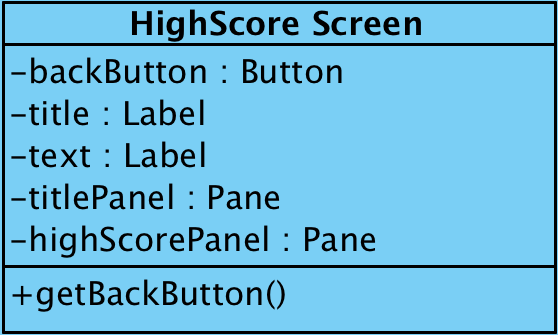 HighScore Screen
-backButton : Button
-title : Label
-text : Label
-titlePanel : Pane
-highScorePanel : Pane
+getBackButton()